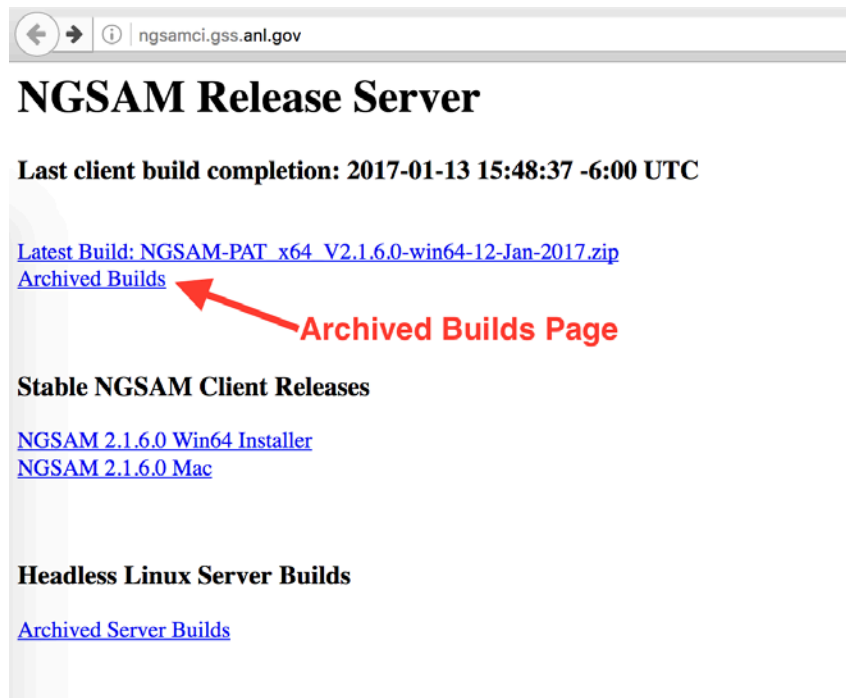 ngsamci.gss.anl.gov
NGSAM Release Server
Last client build completion: 2017-01-13 15:48:37 -6:00 UTC
Latest Build: NGSAM-PAT_x64_V2.1.6.0-win64-12-Jan-2017.zip
Archived Builds
Archived Builds Page
Stable NGSAM Client Releases
NGSAM 2.1.6.0 Win64 Installer
NGSAM 2.1.6.0 Mac
Headless Linux Server Builds
Archived Server Builds